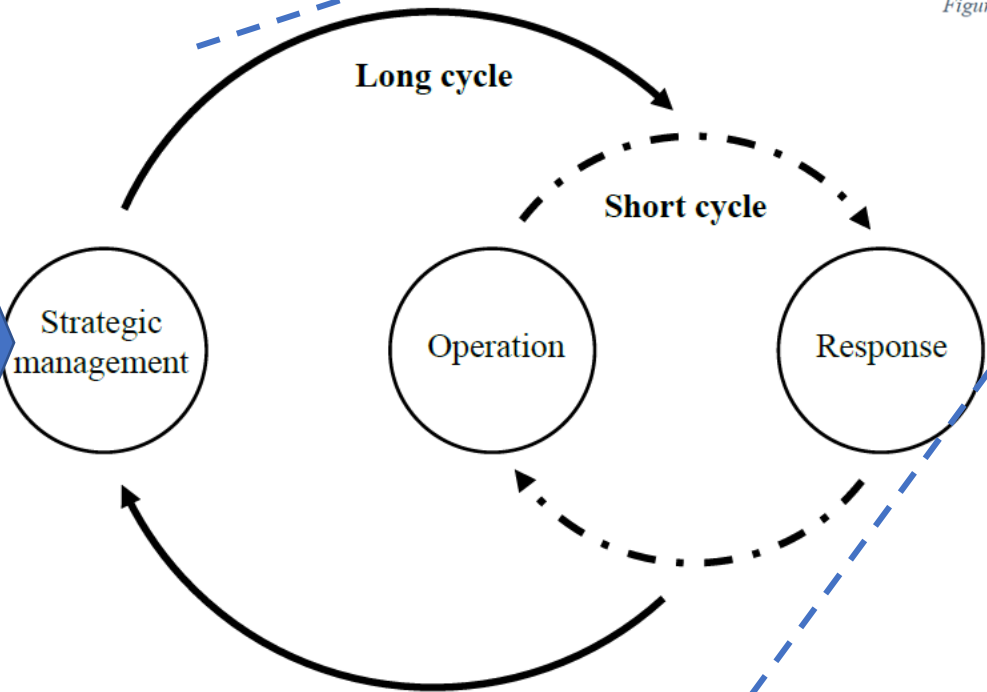 Long cycle
Short cycle
Strategic
management
Operation
Response